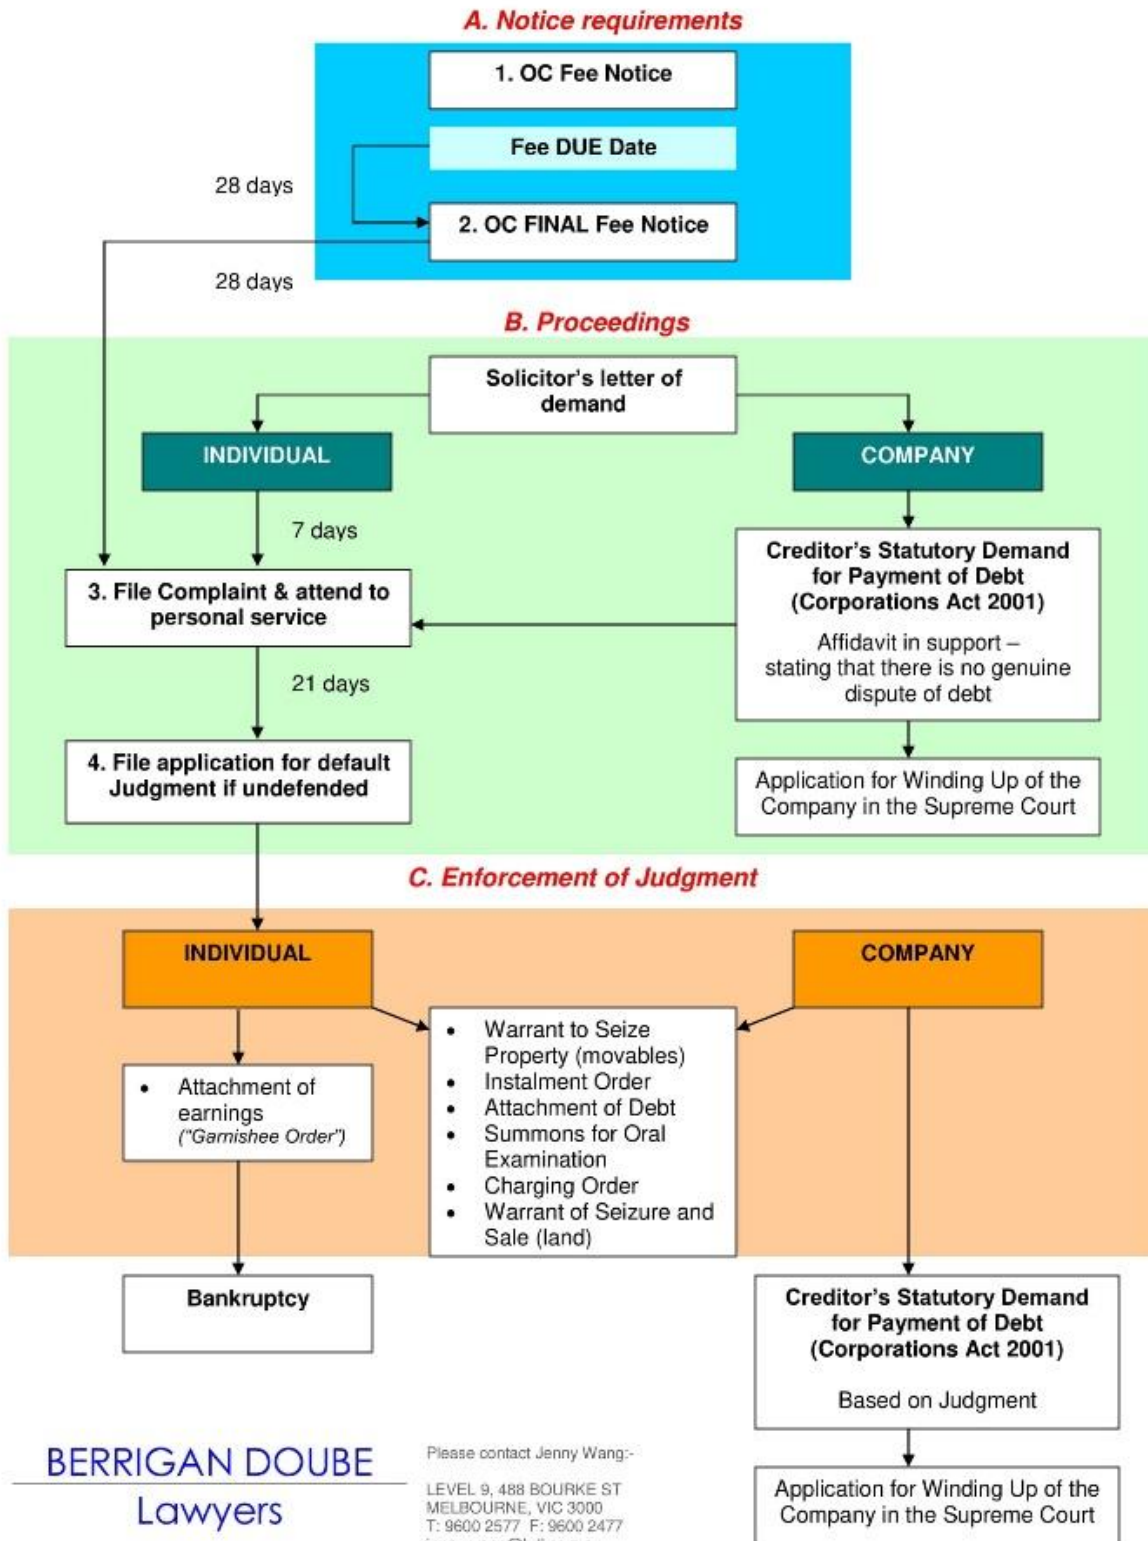 A. Notice requirements
1. OC Fee Notice
Fee DUE Date
28 days
2. OC FINAL Fee Notice
28 days
B. Proceedings
Solicitor's letter of
demand
INDIVIDUAL
COMPANY
7 days
Creditor's Statutory Demand
for Payment of Debt
(Corporations Act 2001)
Affidavit in support –
stating that there is no genuine
dispute of debt
3. File Complaint & attend to
personal service
21 days
4. File application for default
Judgment if undefended
Application for Winding Up of the
Company in the Supreme Court
C. Enforcement of Judgment
INDIVIDUAL
COMPANY
• Attachment of
earnings
("Garnishee Order")
• Warrant to Seize
Property (movables)
• Instalment Order
• Attachment of Debt
• Summons for Oral
Examination
• Charging Order
• Warrant of Seizure and
Sale (land)
Bankruptcy
Creditor's Statutory Demand
for Payment of Debt
(Corporations Act 2001)
Based on Judgment
Application for Winding Up of the
Company in the Supreme Court
BERRIGAN DOUBE
Lawyers
Please contact Jenny Wang:-
LEVEL 9, 488 BOURKE ST
MELBOURNE, VIC 3000
T: 9600 2577 F: 9600 2477